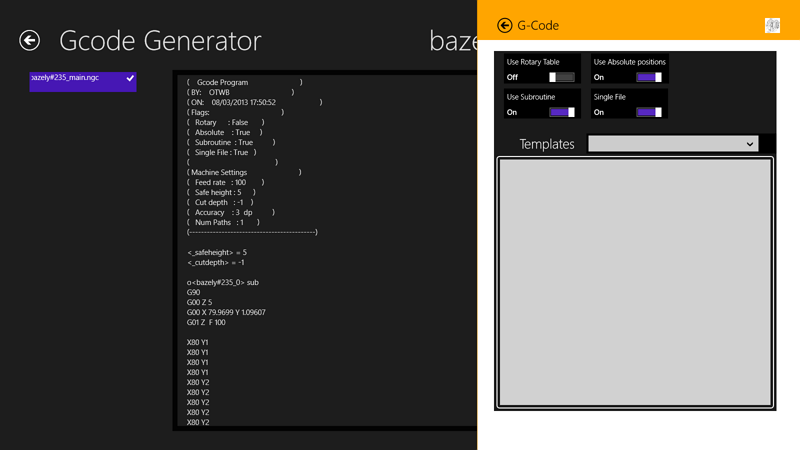 Gcode Generator
baze
bazely#235_main.ngc
(    Gcode Program                    )
( BY:    OTWB                         )
( ON:    08/03/2013 17:50:52                 )
( Flags:                             )
(   Rotary     : False      )
(   Absolute   : True    )
(   Subroutine  : True        )
(   Single File : True   )
(                                  )
( Machine Settings                     )
(   Feed rate   : 100      )
(   Safe height : 5     )
(   Cut depth   : -1   )
(   Accuracy    : 3  dp        )
(   Num Paths   : 1      )
(------------------------------------------)
<_safeheight> = 5
<_cutdepth> = -1
o<bazely#235_0> sub
G90
G00 Z 5
G00 X 79.9699 Y 1.09607
G01 Z  F 100
X80 Y1
X80 Y1
X80 Y1
X80 Y1
X80 Y2
X80 Y2
X80 Y2
X80 Y2
X80 Y2
G-Code
Use Rotary Table
Off
Use Absolute positions
On
Use Subroutine
On
Single File
On
Templates